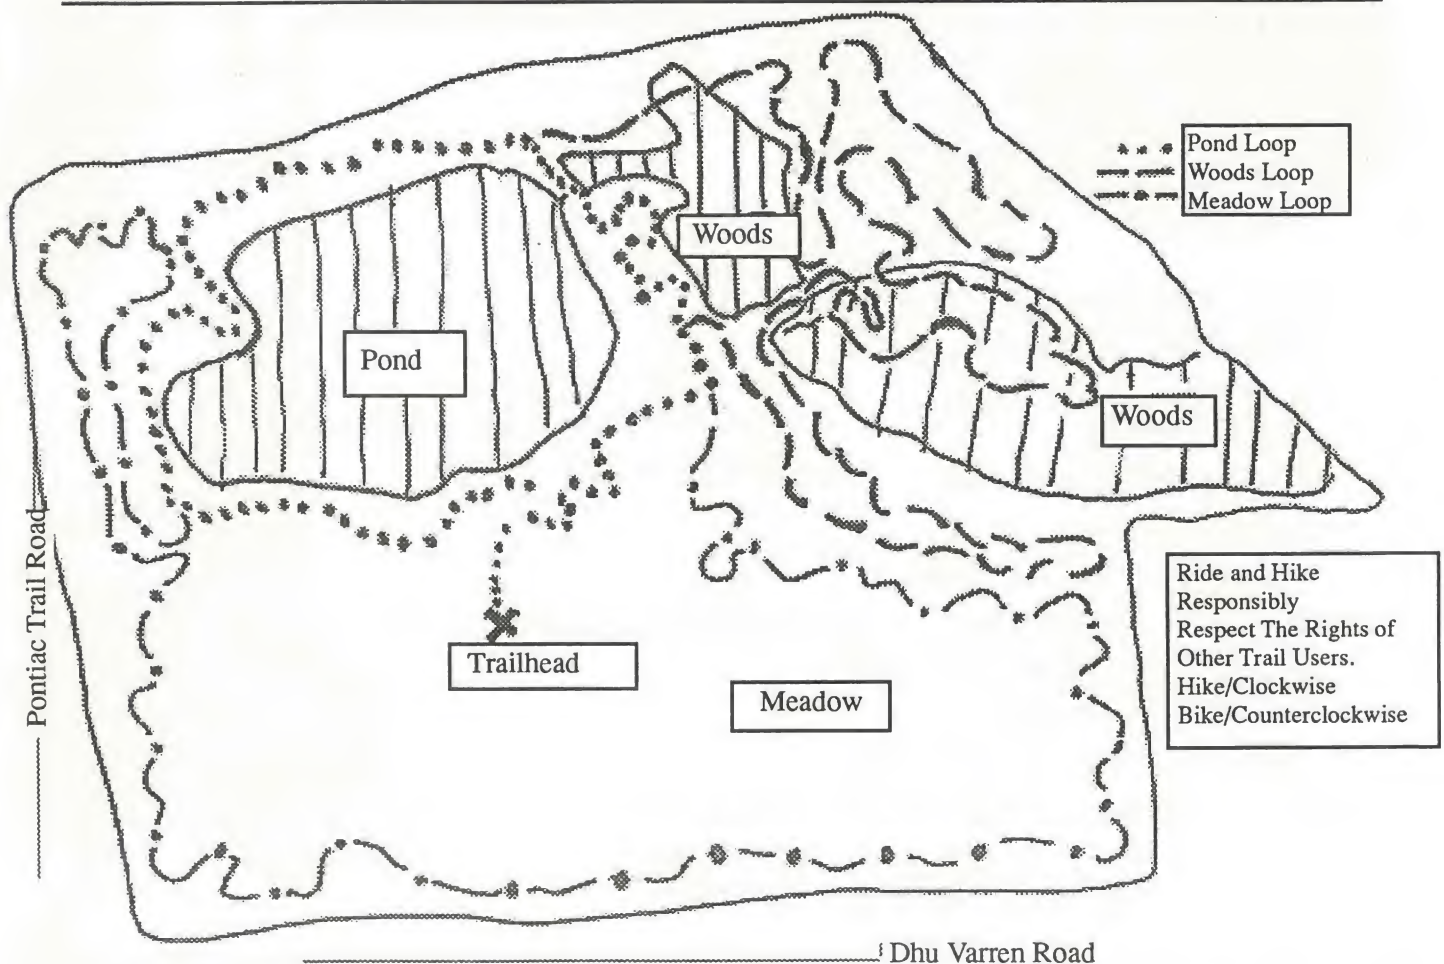 Pond Loop
Woods Loop
Meadow Loop
Woods
Pond
Woods
Pontiac Trail Road
Trailhead
Meadow
Ride and Hike
Responsibly
Respect The Rights of
Other Trail Users.
Hike/Clockwise
Bike/Counterclockwise
Dhu Varren Road